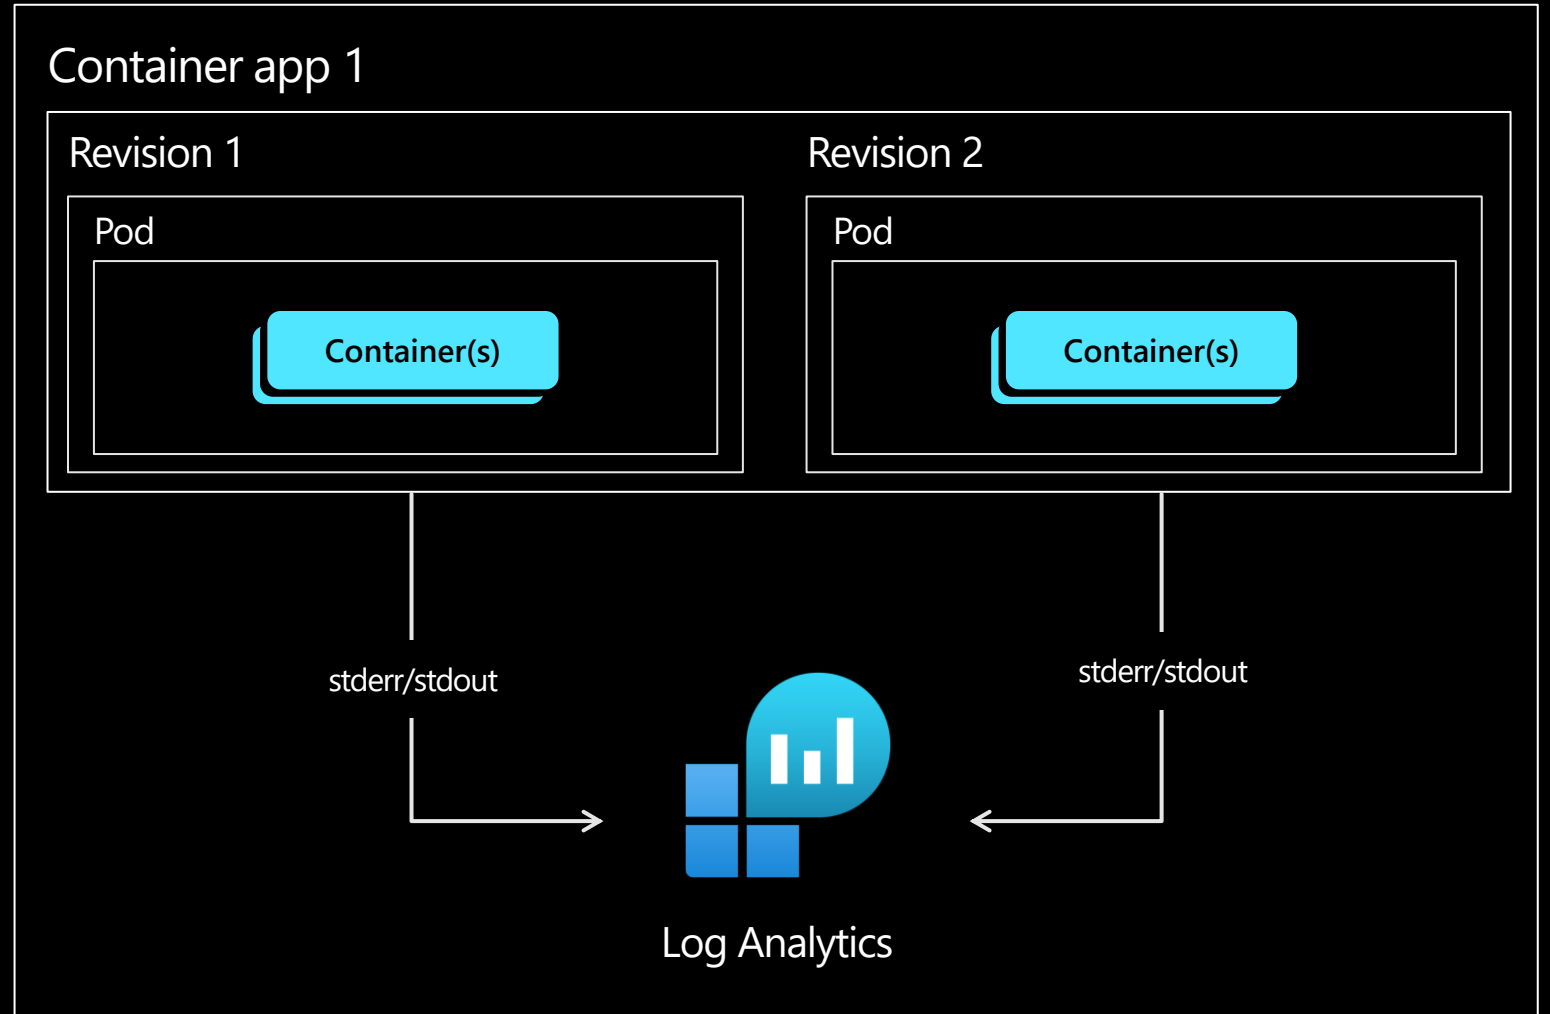 Container app 1
Revision 1
Revision 2
Pod
Pod
Container(s)
Container(s)
stderr/stdout
stderr/stdout
Log Analytics